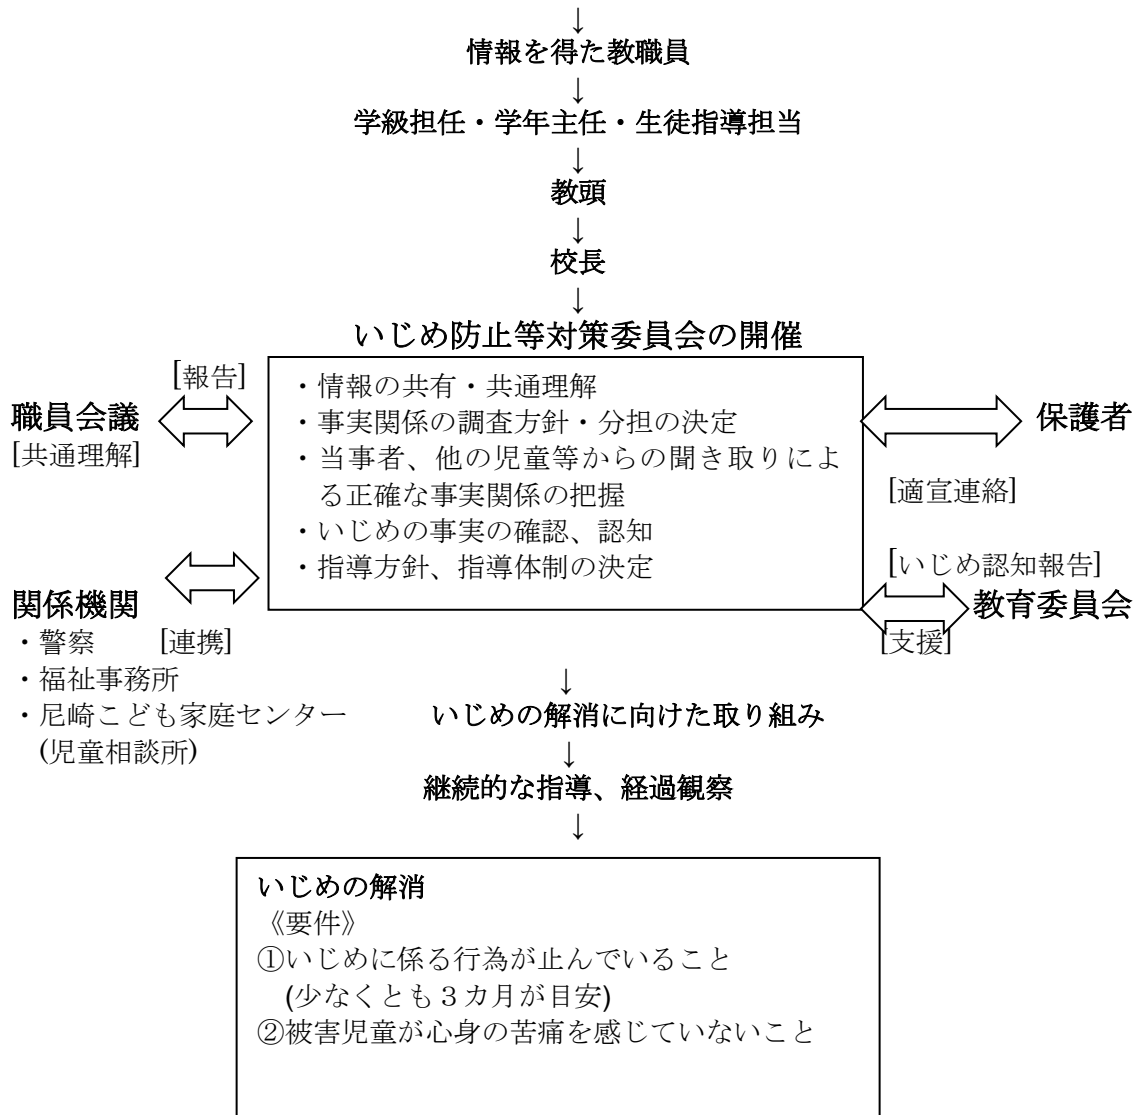 ↓
情報を得た教職員
↓
学級担任・学年主任・生徒指導担当
↓
教頭
↓
校長
↓
いじめ防止等対策委員会の開催
・情報の共有・共通理解
・事実関係の調査方針・分担の決定
・当事者、他の児童等からの聞き取りによ
る正確な事実関係の把握
・いじめの事実の確認、認知
・指導方針、指導体制の決定
[報告]
職員会議
[共通理解]
保護者
[適宣連絡]
[いじめ認知報告]
教育委員会
[支援]
関係機関
・警察 [連携]
・福祉事務所
・尼崎こども家庭センター
(児童相談所)
↓
いじめの解消に向けた取り組み
↓
継続的な指導、経過観察
↓
いじめの解消
《要件》
①いじめに係る行為が止んでいること
(少なくとも３カ月が目安)
②被害児童が心身の苦痛を感じていないこと